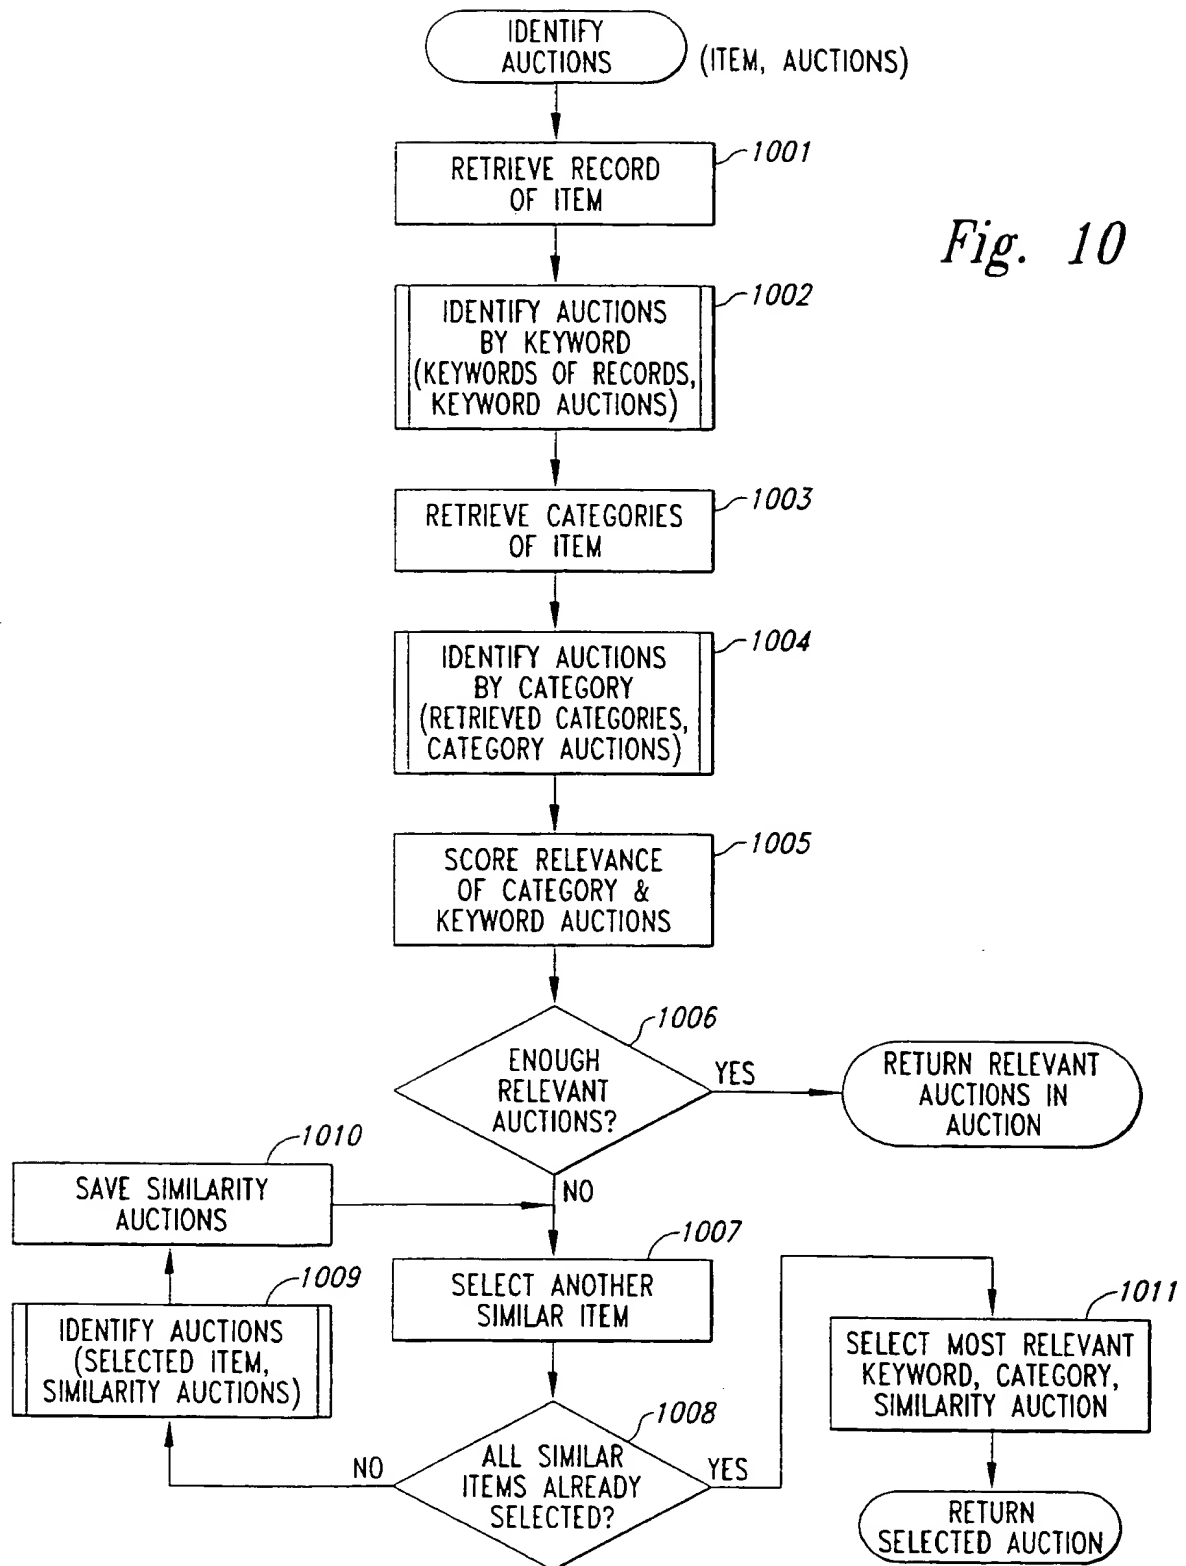 IDENTIFY
AUCTIONS
(ITEM, AUCTIONS)
1001
RETRIEVE RECORD
OF ITEM
Fig. 10
1002
IDENTIFY AUCTIONS
BY KEYWORD
(KEYWORDS OF RECORDS,
KEYWORD AUCTIONS)
1003
RETRIEVE CATEGORIES
OF ITEM
1004
IDENTIFY AUCTIONS
BY CATEGORY
(RETRIEVED CATEGORIES,
CATEGORY AUCTIONS)
1005
SCORE RELEVANCE
OF CATEGORY &
KEYWORD AUCTIONS
1006
ENOUGH
RELEVANT
AUCTIONS?
YES
RETURN RELEVANT
AUCTIONS IN
AUCTION
NO
1010
SAVE SIMILARITY
AUCTIONS
1007
SELECT ANOTHER
SIMILAR ITEM
1009
IDENTIFY AUCTIONS
(SELECTED ITEM,
SIMILARITY AUCTIONS)
1011
SELECT MOST RELEVANT
KEYWORD, CATEGORY,
SIMILARITY AUCTION
1008
ALL SIMILAR
ITEMS ALREADY
SELECTED?
NO
YES
RETURN
SELECTED AUCTION